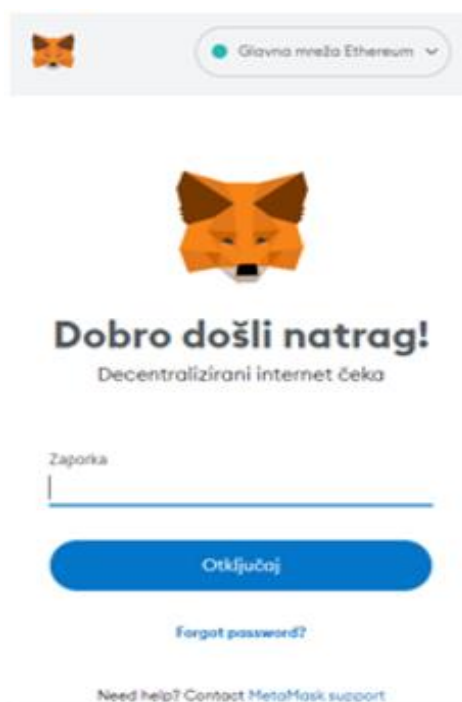 Glavna mreža Ethereum
Dobro došli natrag!
Decentralizirani internet čeka
Zaporka
Otključaj
Forgot password?
Need help? Contact MetaMask support